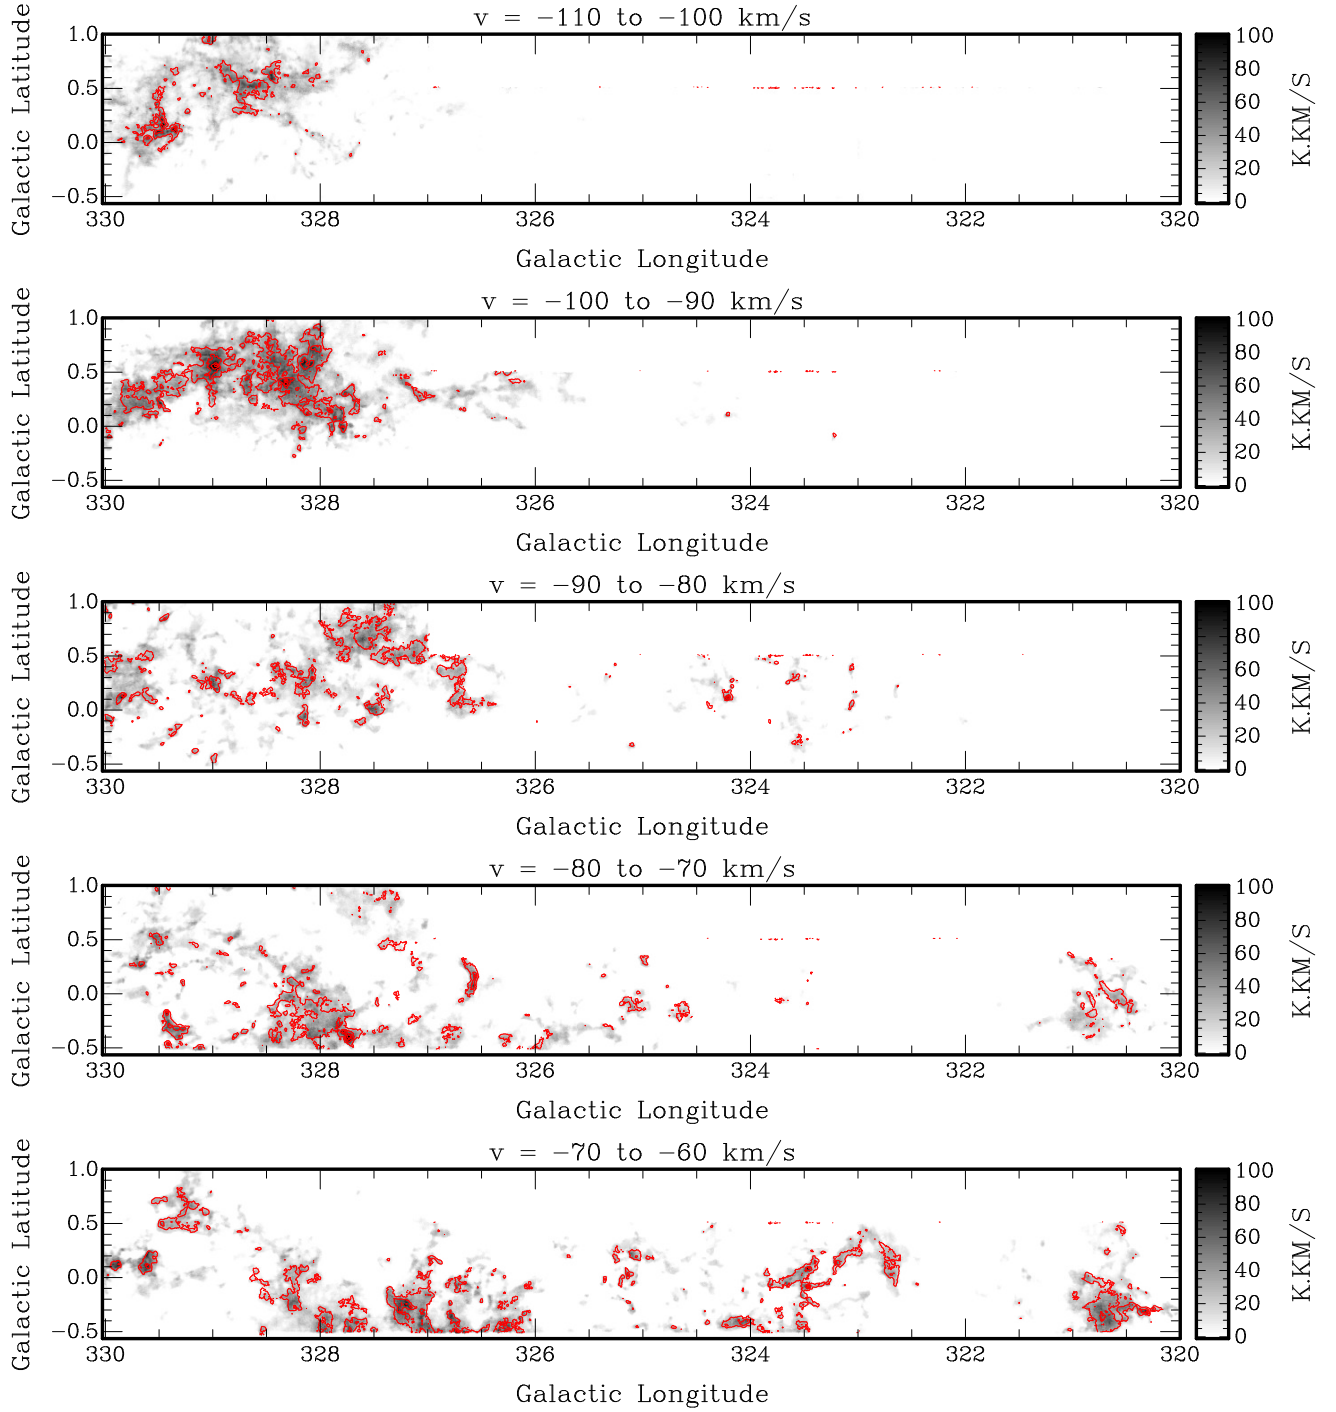 v = −110 to −100 km/s
Galactic Latitude
1.0
0.5
0.0
−0.5
330 328 326 324 322 320
Galactic Longitude
100
80
60
40
20
0
K.KM/S
v = −100 to −90 km/s
Galactic Latitude
1.0
0.5
0.0
−0.5
330 328 326 324 322 320
Galactic Longitude
100
80
60
40
20
0
K.KM/S
v = −90 to −80 km/s
Galactic Latitude
1.0
0.5
0.0
−0.5
330 328 326 324 322 320
Galactic Longitude
100
80
60
40
20
0
K.KM/S
v = −80 to −70 km/s
Galactic Latitude
1.0
0.5
0.0
−0.5
330 328 326 324 322 320
Galactic Longitude
100
80
60
40
20
0
K.KM/S
v = −70 to −60 km/s
Galactic Latitude
1.0
0.5
0.0
−0.5
330 328 326 324 322 320
Galactic Longitude
100
80
60
40
20
0
K.KM/S